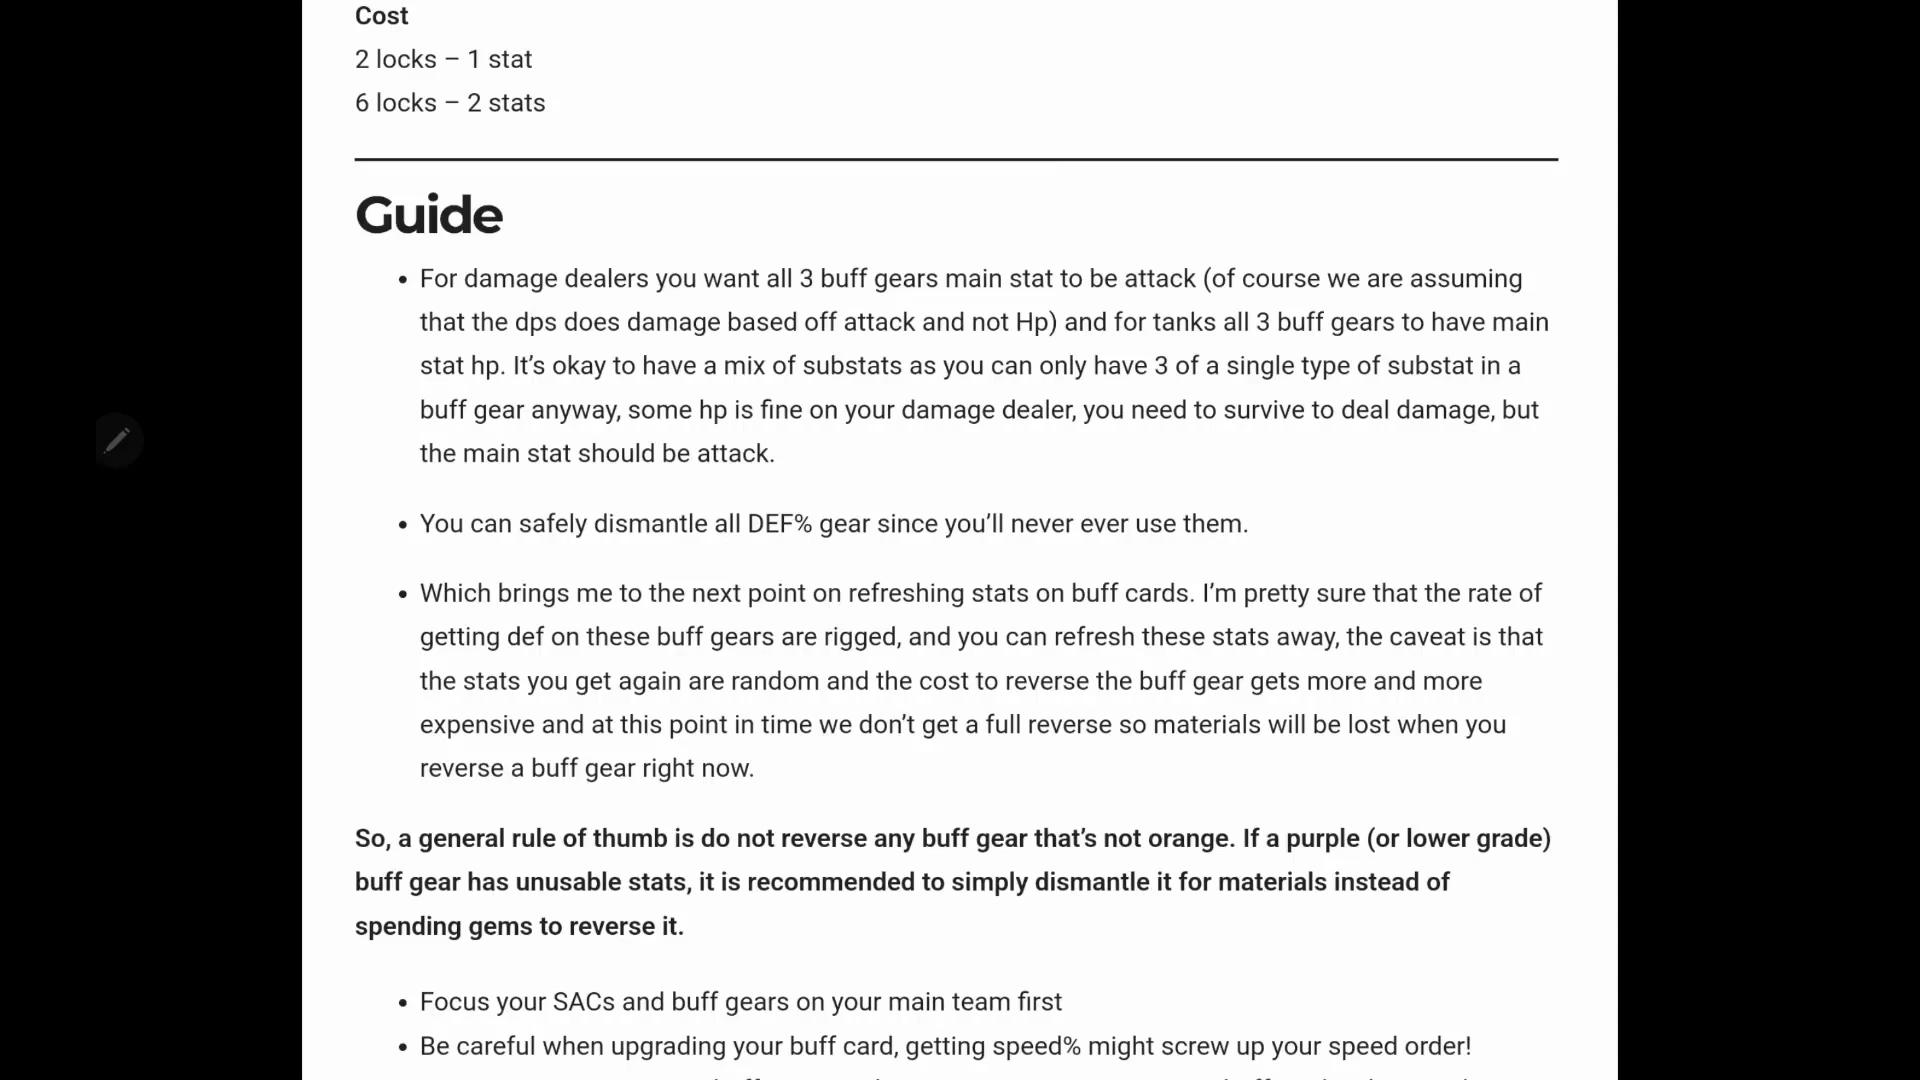 Cost
2 locks – 1 stat
6 locks – 2 stats
Guide
• For damage dealers you want all 3 buff gears main stat to be attack (of course we are assuming
that the dps does damage based off attack and not Hp) and for tanks all 3 buff gears to have main
stat hp. It’s okay to have a mix of substats as you can only have 3 of a single type of substat in a
buff gear anyway, some hp is fine on your damage dealer, you need to survive to deal damage, but
the main stat should be attack.
• You can safely dismantle all DEF% gear since you’ll never ever use them.
• Which brings me to the next point on refreshing stats on buff cards. I’m pretty sure that the rate of
getting def on these buff gears are rigged, and you can refresh these stats away, the caveat is that
the stats you get again are random and the cost to reverse the buff gear gets more and more
expensive and at this point in time we don’t get a full reverse so materials will be lost when you
reverse a buff gear right now.
So, a general rule of thumb is do not reverse any buff gear that’s not orange. If a purple (or lower grade)
buff gear has unusable stats, it is recommended to simply dismantle it for materials instead of
spending gems to reverse it.
• Focus your SACs and buff gears on your main team first
• Be careful when upgrading your buff card, getting speed% might screw up your speed order!